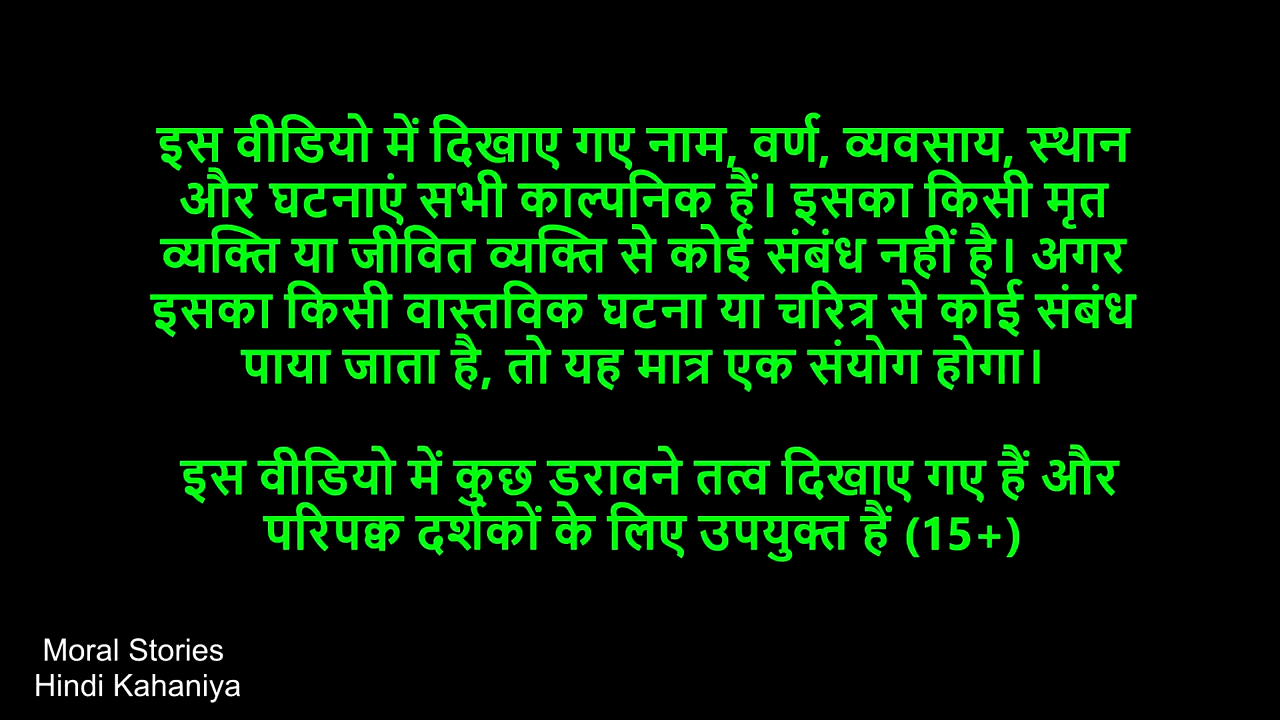 इस वीडियो में दिखाए गए नाम, वर्ण, व्यवसाय, स्थान
और घटनाएं सभी काल्पनिक हैं। इसका किसी मृत
व्यक्ति या जीवित व्यक्ति से कोई संबंध नहीं है। अगर
इसका किसी वास्तविक घटना या चरित्र से कोई संबंध
पाया जाता है, तो यह मात्र एक संयोग होगा।
इस वीडियो में कुछ डरावने तत्व दिखाए गए हैं और
परिपक्व दर्शकों के लिए उपयुक्त हैं (15+)
Moral Stories
Hindi Kahaniya